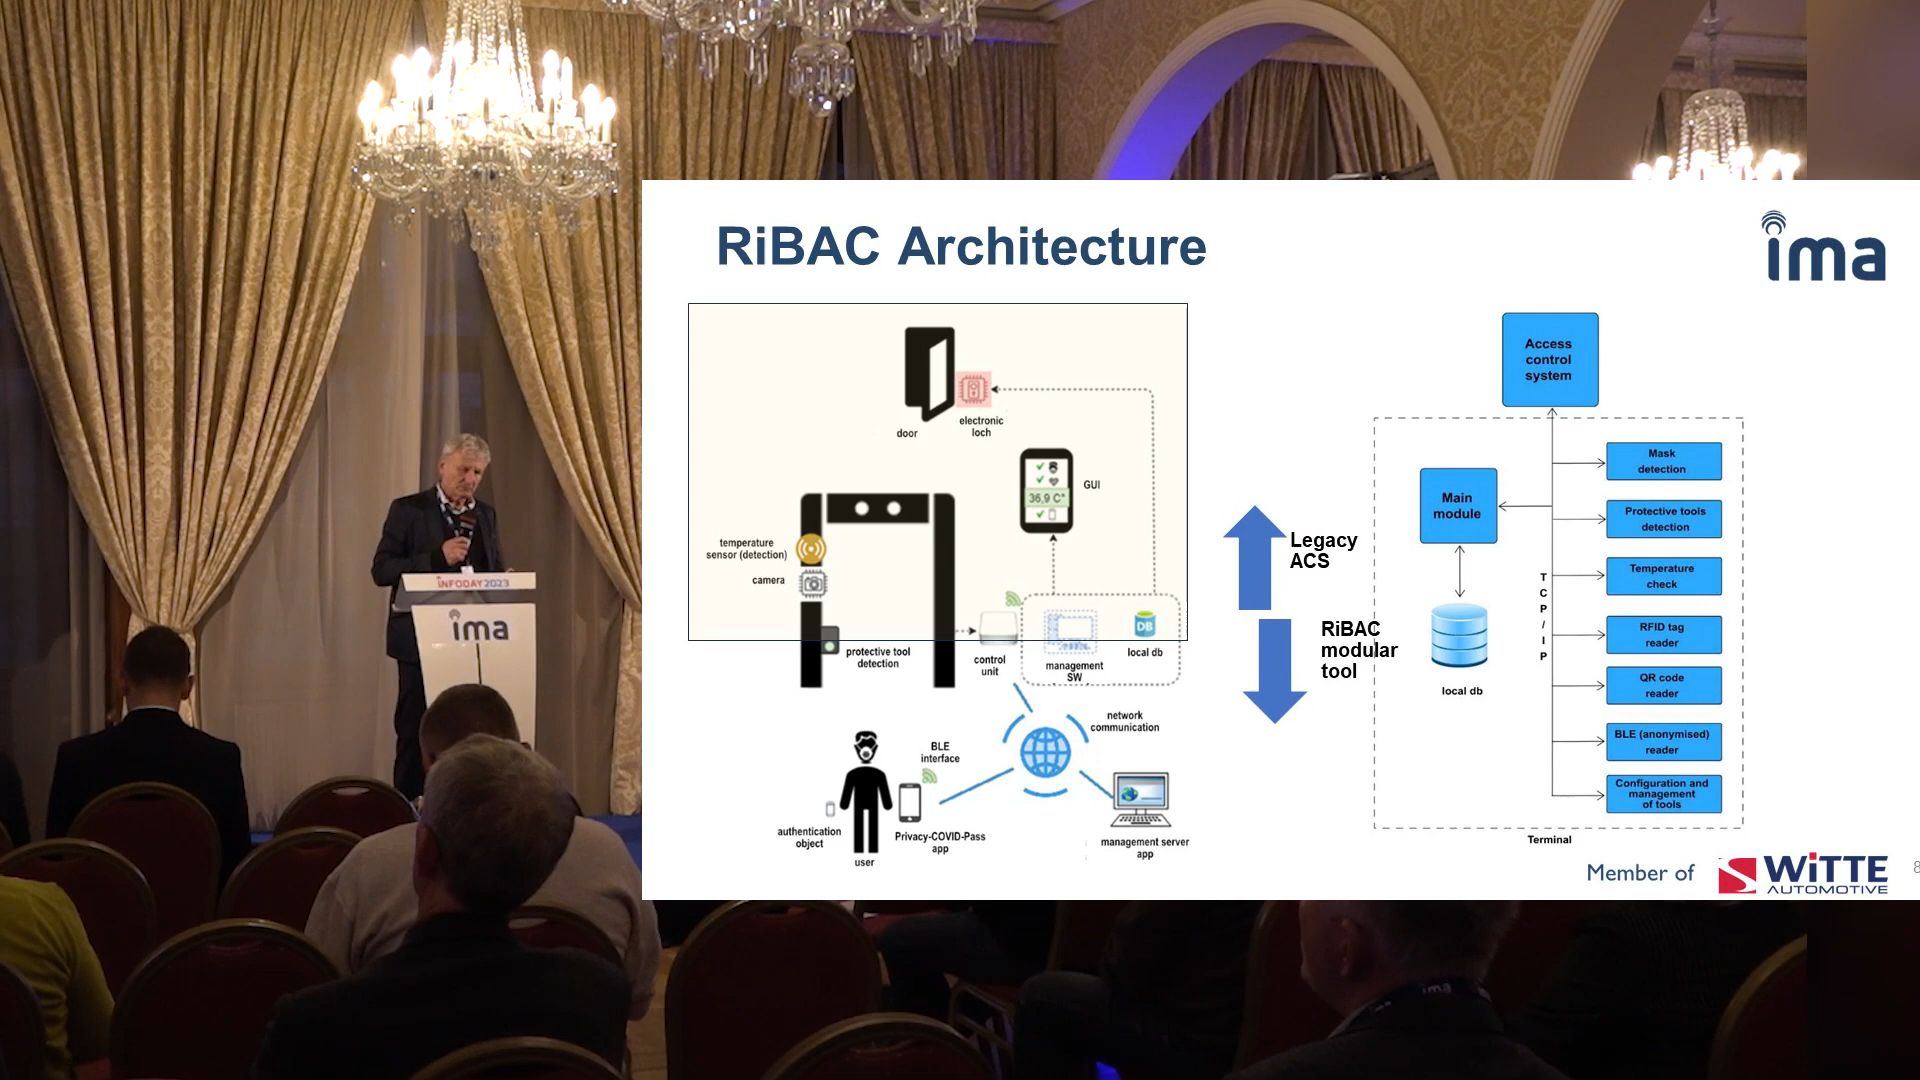 RiBAC Architecture
ima
door
electronic
loch
GUI
36,9 C°
temperature
sensor (detection)
camera
protective tool
detection
control
unit
management
SW
DB
local db
network
communication
BLE
interface
authentication
object
user
Privacy-COVID-Pass
app
management server
app
Legacy
ACS
RiBAC
modular
tool
Access
control
system
Main
module
local db
T
C
P
/
I
P
Mask
detection
Protective tools
detection
Temperature
check
RFID tag
reader
QR code
reader
BLE (anonymised)
reader
Configuration and
management
of tools
Terminal
Member of
WiTTE
AUTOMOTIVE
8
iNFODAY2023
ima
ima